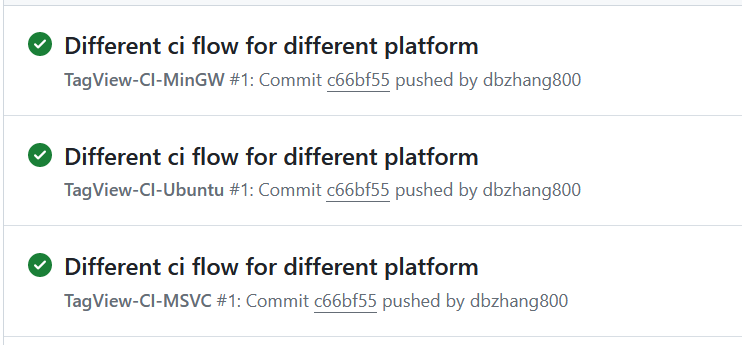 Different ci flow for different platform
TagView-CI-MinGW #1: Commit c66bf55 pushed by dbzhang800
Different ci flow for different platform
TagView-CI-Ubuntu #1: Commit c66bf55 pushed by dbzhang800
Different ci flow for different platform
TagView-CI-MSVC #1: Commit c66bf55 pushed by dbzhang800